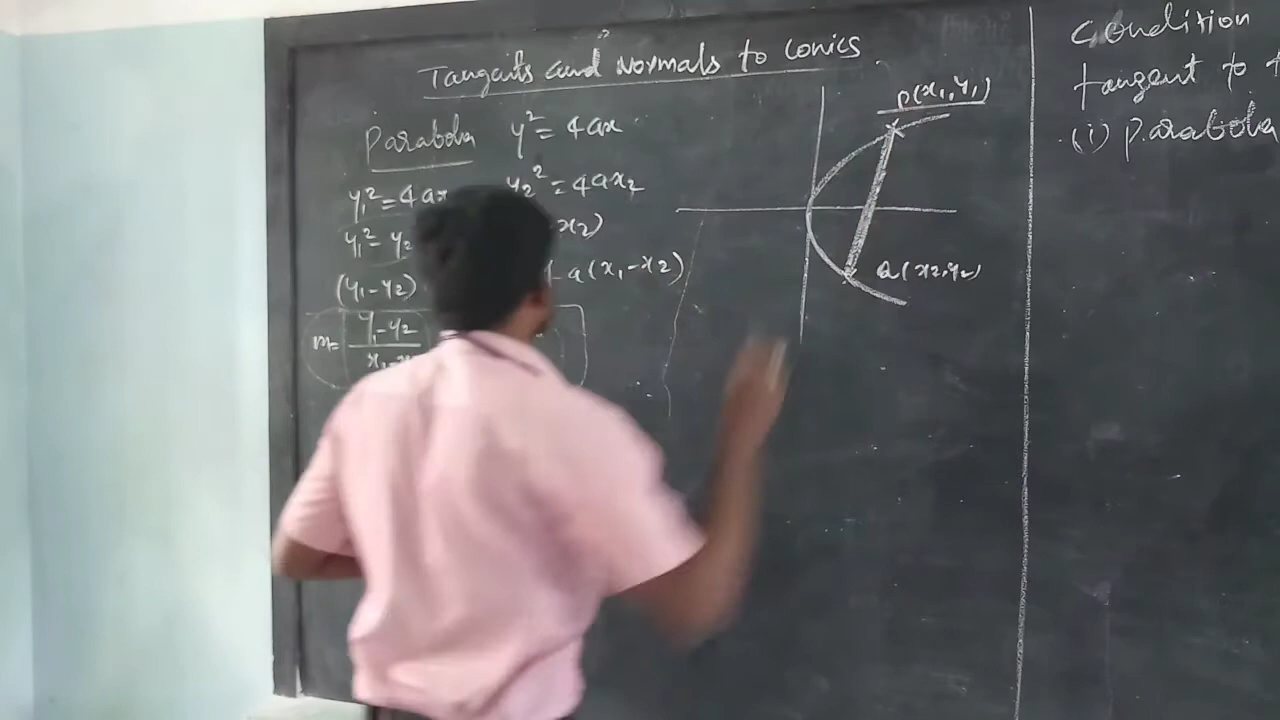 Tangents and Normals to Conics
Parabola y² = 4ax
y₁² = 4ax y₂² = 4ax₂
y₁² - y₂ x₂)
(y₁-y₂) a(x₁-x₂)
m= y₁-y₂
x₁-x
P(x₁,y₁)
Q(x₂,y₂)
Condition
tangent to t
(i) Parabola